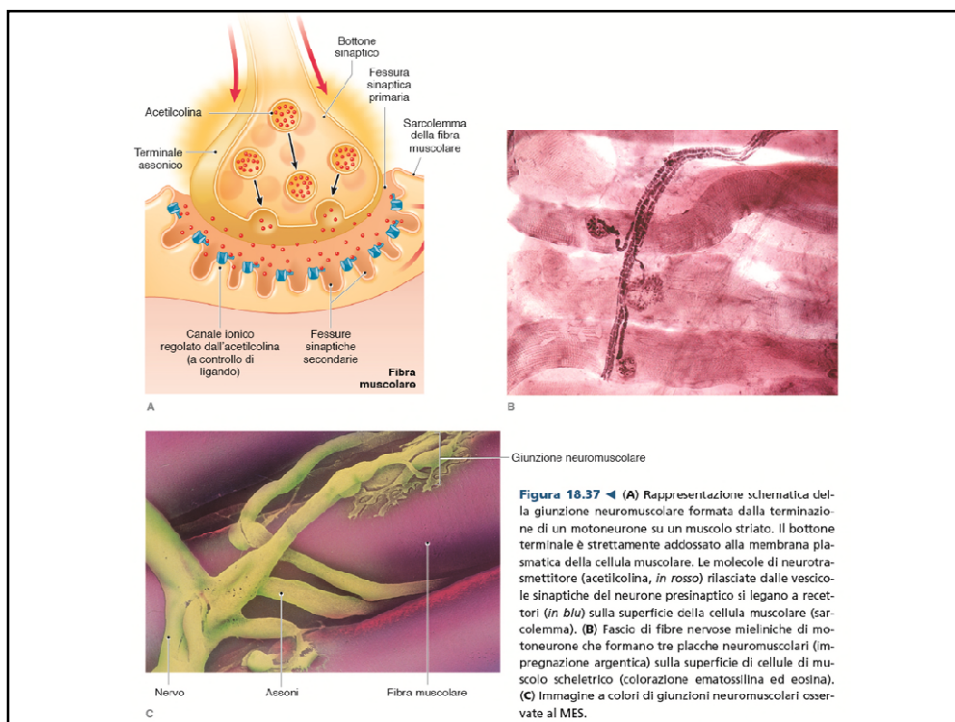 Bottone
sinaptico
Fessura
sinaptica
primaria
Acetilcolina
Sarcolemma
della fibra
muscolare
Terminale
assonico
Canale ionico
regolato dall'acetilcolina
(a controllo di
ligando)
Fessure
sinaptiche
secondarie
Fibra
muscolare
A
B
Giunzione neuromuscolare
Nervo
Assoni
Fibra muscolare
C
Figura 18.37 ◄ (A) Rappresentazione schematica del-
la giunzione neuromuscolare formata dalla terminazio-
ne di un motoneurone su un muscolo striato. Il bottone
terminale è strettamente addossato alla membrana pla-
smatica della cellula muscolare. Le molecole di neurotra-
smettitore (acetilcolina, in rosso) rilasciate dalle vescico-
le sinaptiche del neurone presinaptico si legano a recet-
tori (in blu) sulla superficie della cellula muscolare (sar-
colemma). (B) Fascio di fibre nervose mieliniche di mo-
toneurone che formano tre placche neuromuscolari (im-
pregnazione argentica) sulla superficie di cellule di mu-
scolo scheletrico (colorazione ematossilina ed eosina).
(C) Immagine a colori di giunzioni neuromuscolari osser-
vate al MES.